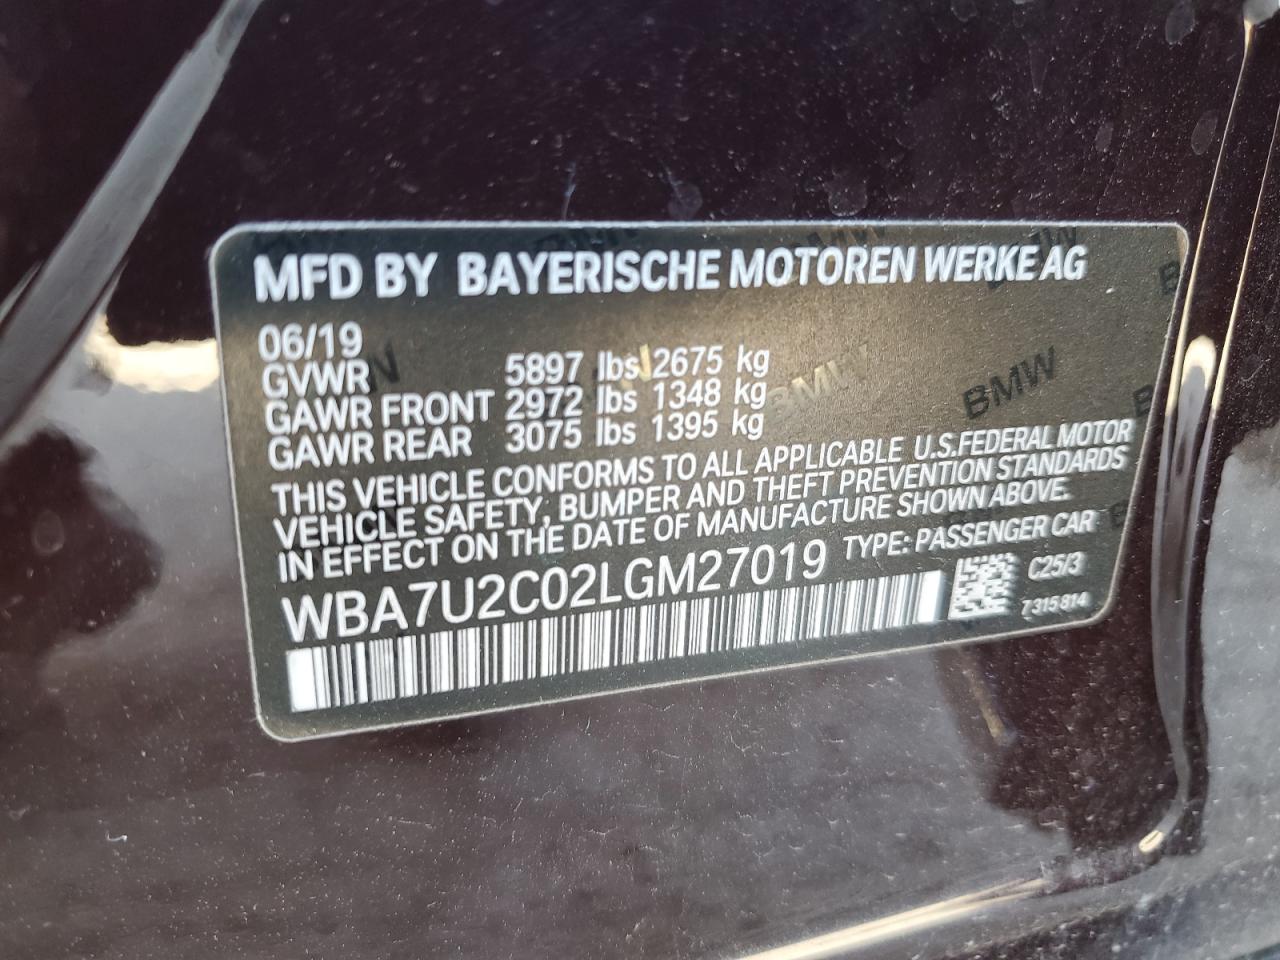 MFD BY BAYERISCHE MOTOREN WERKE AG
06/19
GVWR 5897 lbs 2675 kg
GAWR FRONT 2972 lbs 1348 kg
GAWR REAR 3075 lbs 1395 kg
THIS VEHICLE CONFORMS TO ALL APPLICABLE U.S.FEDERAL MOTOR
VEHICLE SAFETY, BUMPER AND THEFT PREVENTION STANDARDS
IN EFFECT ON THE DATE OF MANUFACTURE SHOWN ABOVE.
WBA7U2C02LGM27019 TYPE: PASSENGER CAR
C25/3
7315814
BMW
BMW